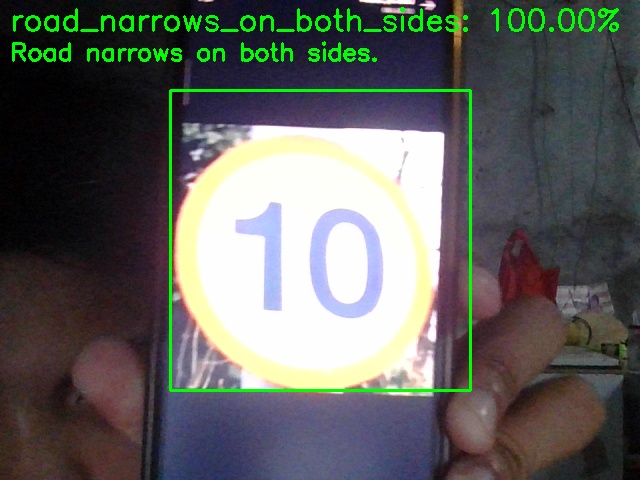 road_narrows_on_both_sides: 100.00%
Road narrows on both sides.
10